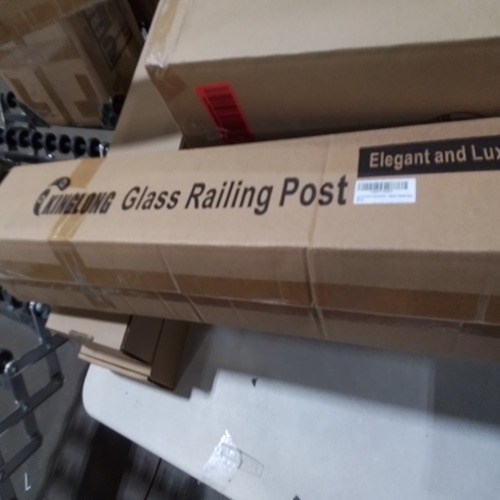 KINGLONG Glass Railing Post
Elegant and Lux